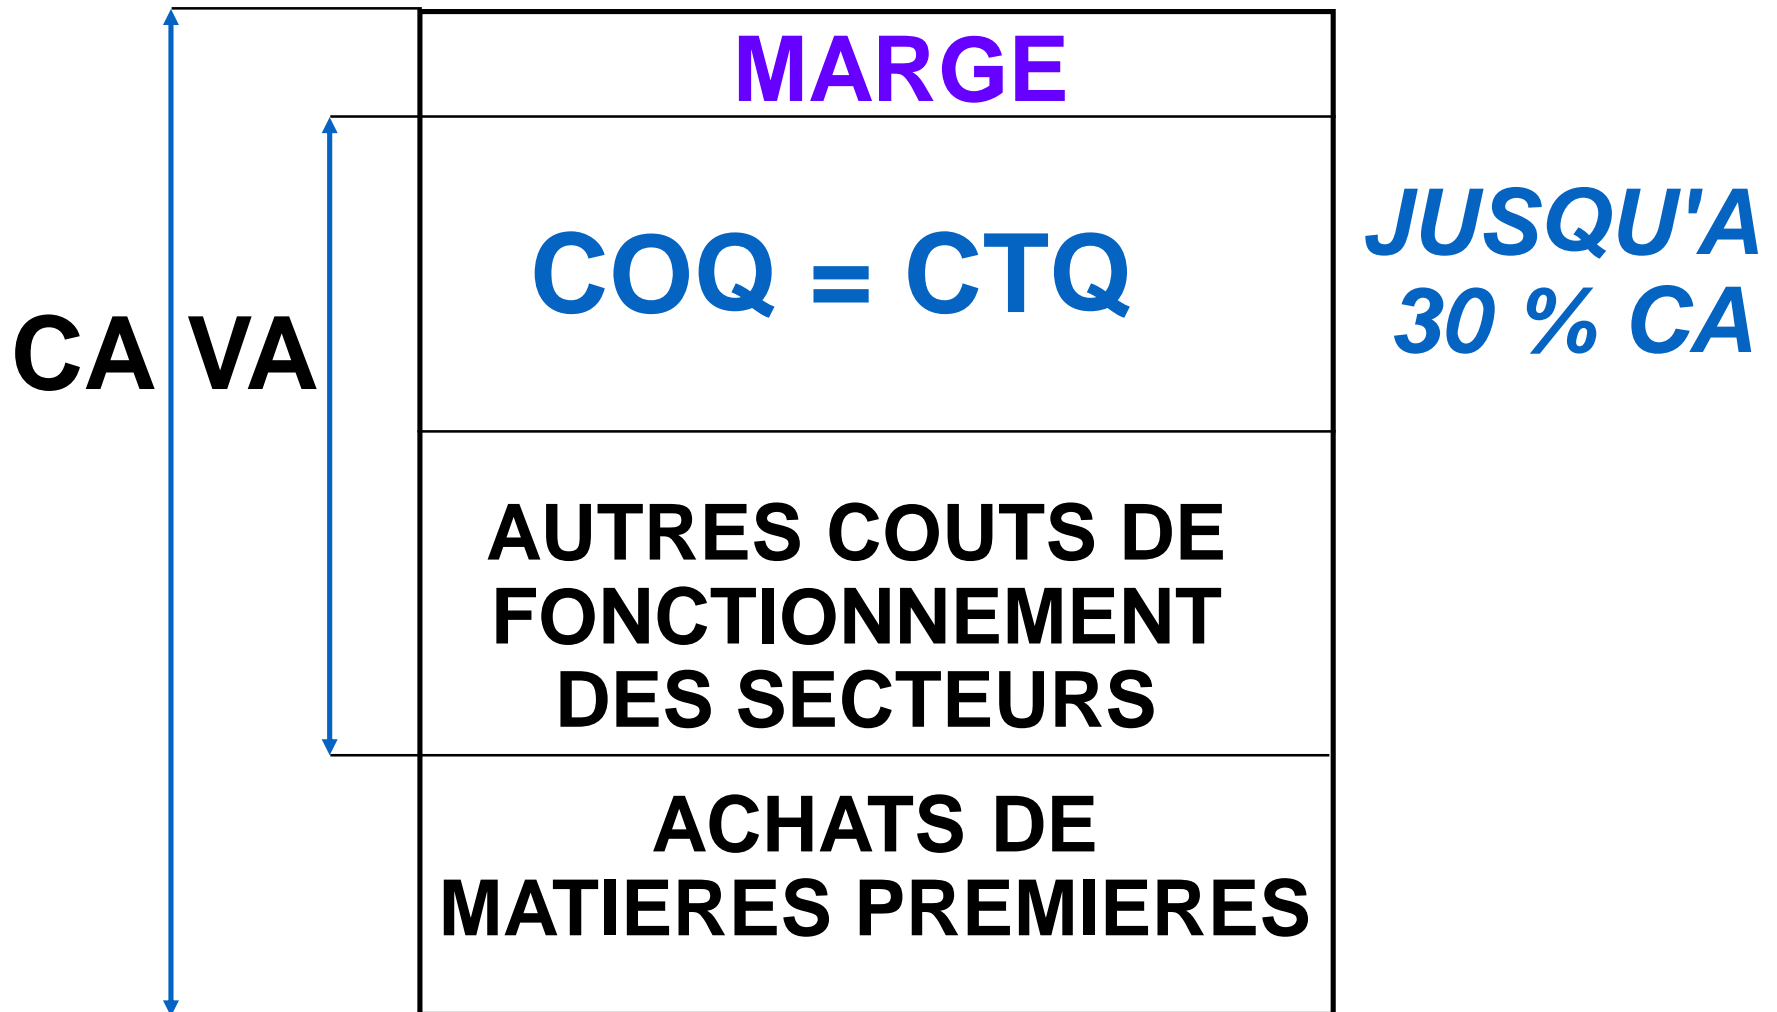 MARGE
COQ = CTQ
JUSQU'A
30 % CA
CA VA
AUTRES COUTS DE
FONCTIONNEMENT
DES SECTEURS
ACHATS DE
MATIERES PREMIERES